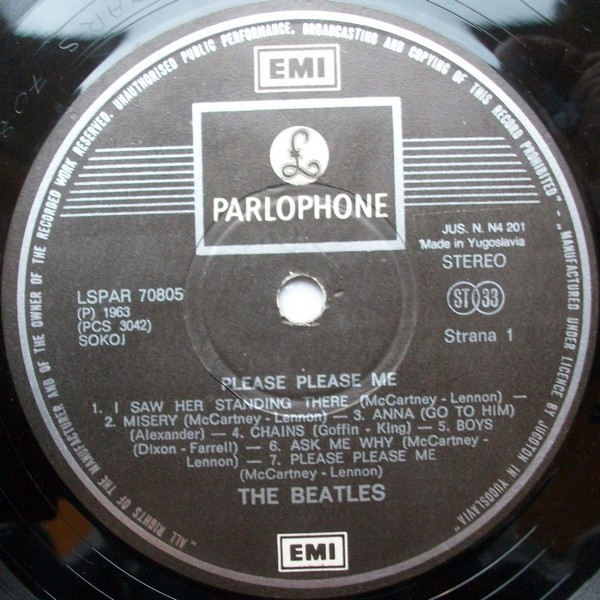 "ALL RIGHTS OF THE MANUFACTURER AND OF THE OWNER OF THE RECORDED WORK RESERVED. UNAUTHORISED PUBLIC PERFORMANCE, BROADCASTING AND COPYING OF THIS RECORD PROHIBITED" - "MANUFACTURED UNDER LICENCE BY JUGOTON IN YUGOSLAVIA"
EMI
£
PARLOPHONE
JUS. N. N4 201
Made in Yugoslavia
STEREO
ST 33
Strana 1
LSPAR 70805
(P) 1963
(PCS 3042)
SOKOJ
PLEASE PLEASE ME
1. I SAW HER STANDING THERE (McCartney - Lennon) -
2. MISERY (McCartney - Lennon) - 3. ANNA (GO TO HIM)
(Alexander) - 4. CHAINS (Goffin - King) - 5. BOYS
(Dixon - Farrell) - 6. ASK ME WHY (McCartney -
Lennon) - 7. PLEASE PLEASE ME
(McCartney - Lennon)
THE BEATLES
EMI